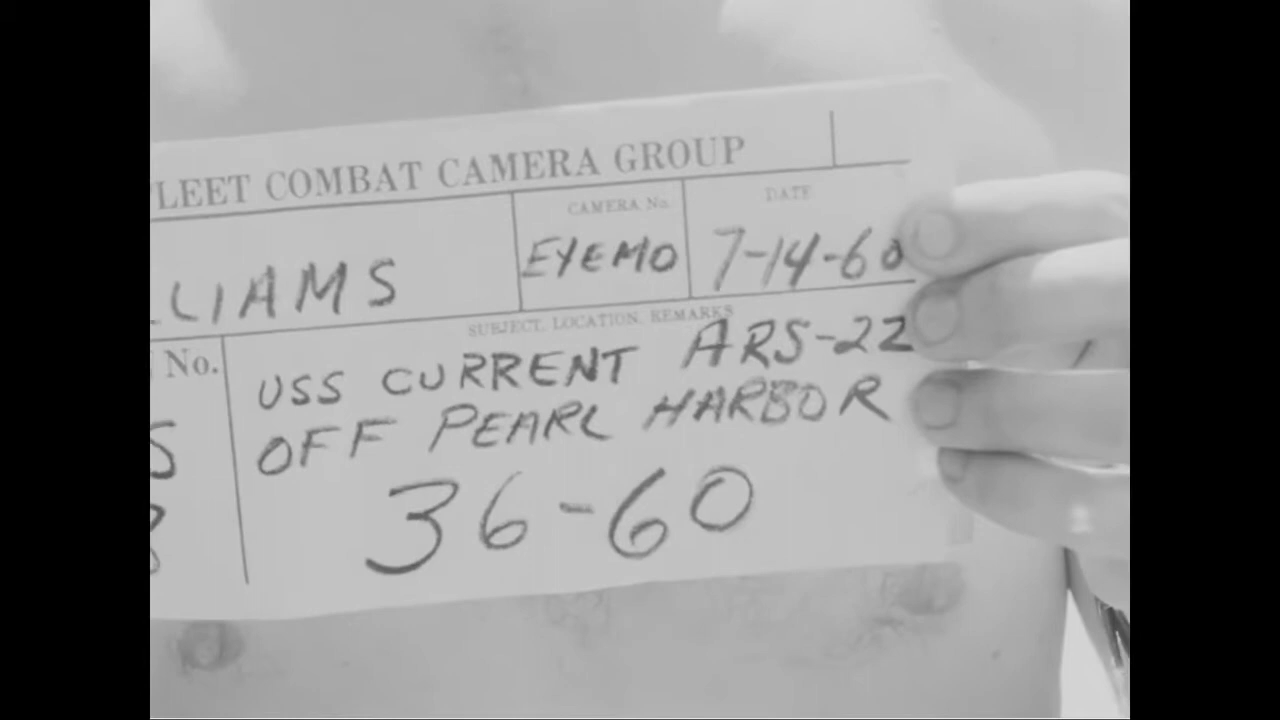 LEET COMBAT CAMERA GROUP
CAMERA No. DATE
LLIAMS EYEMO 7-14-60
SUBJECT, LOCATION, REMARKS
No. USS CURRENT ARS-22
OFF PEARL HARBOR
36-60